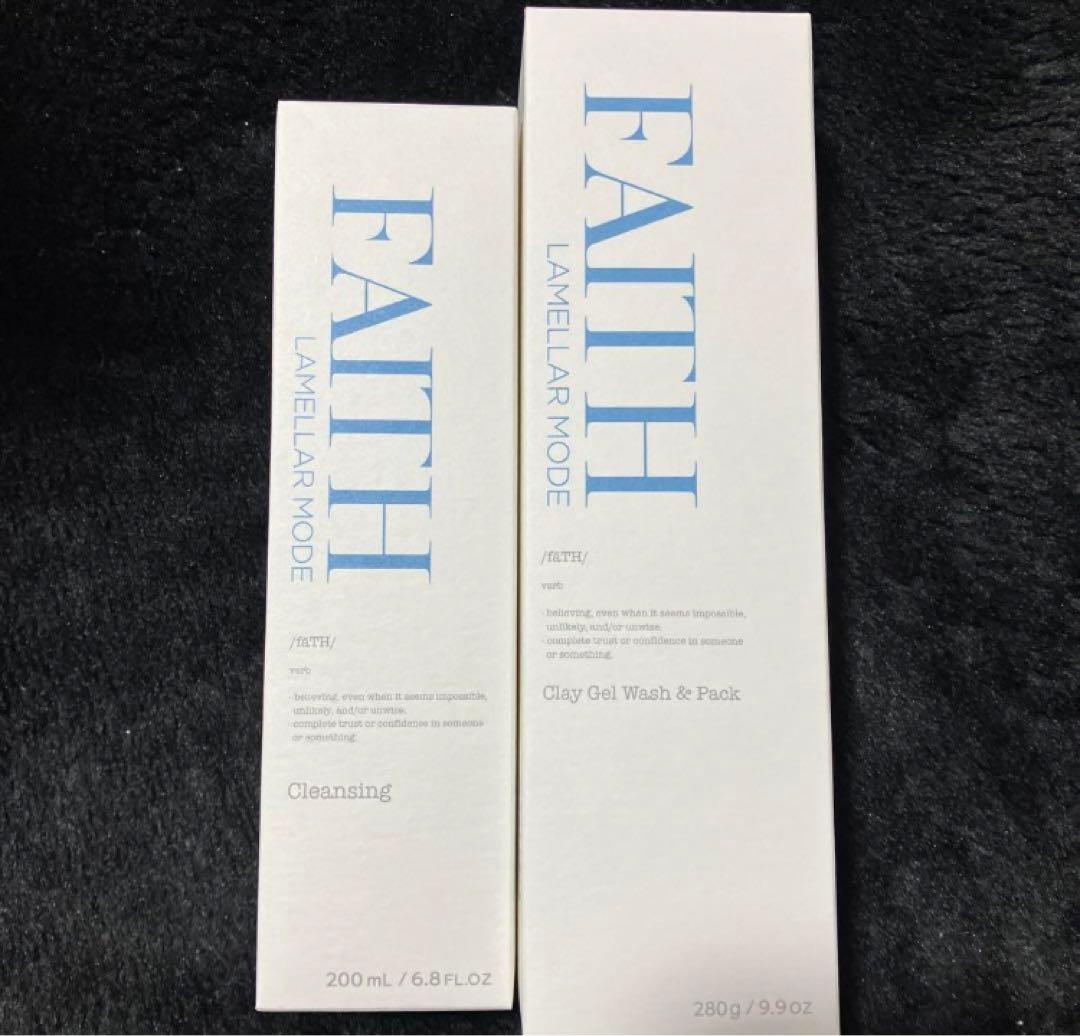 FAITH
LAMELLAR MODE
/fāTH/
verb
· believing, even when it seems impossible,
unlikely, and/or unwise.
· complete trust or confidence in someone
or something.
Cleansing
200 mL / 6.8 FL.OZ
FAITH
LAMELLAR MODE
/fāTH/
verb
· believing, even when it seems impossible,
unlikely, and/or unwise.
· complete trust or confidence in someone
or something.
Clay Gel Wash & Pack
280g / 9.9 OZ